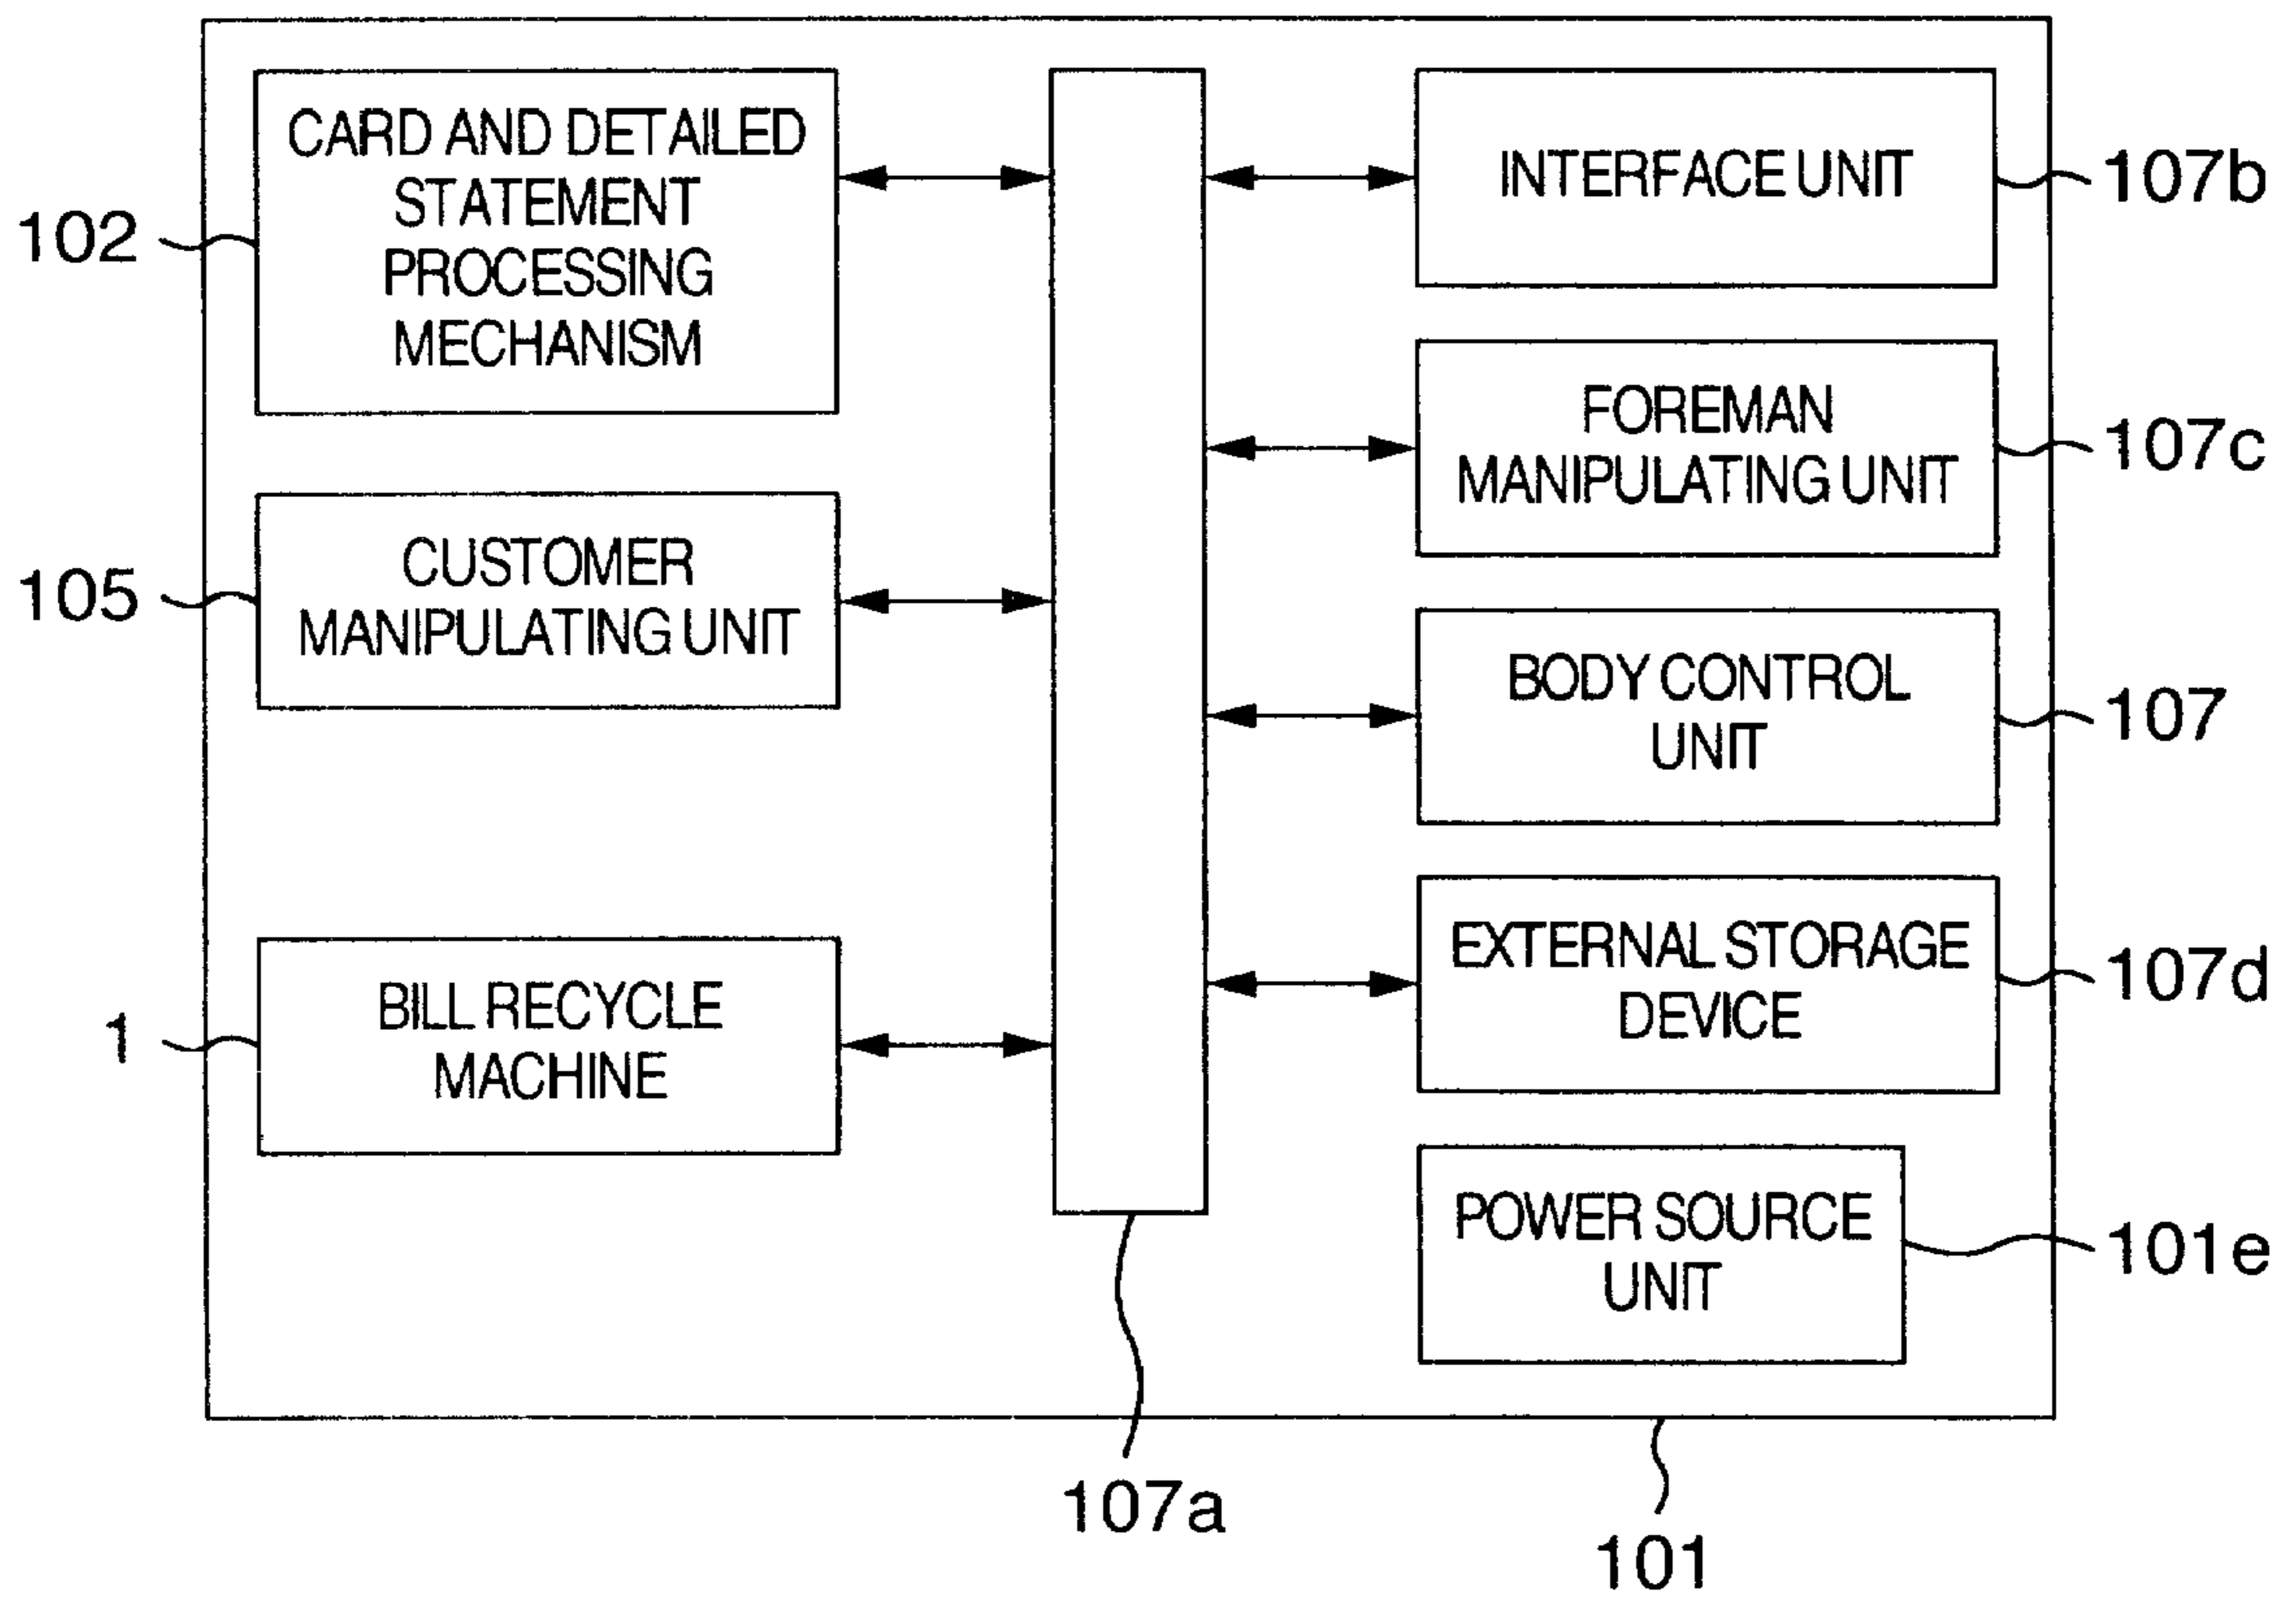 CARD AND DETAILED
STATEMENT
PROCESSING
MECHANISM
102
CUSTOMER
MANIPULATING UNIT
105
BILL RECYCLE
MACHINE
1
INTERFACE UNIT
107b
FOREMAN
MANIPULATING UNIT
107c
BODY CONTROL
UNIT
107
EXTERNAL STORAGE
DEVICE
107d
POWER SOURCE
UNIT
101e
107a
101